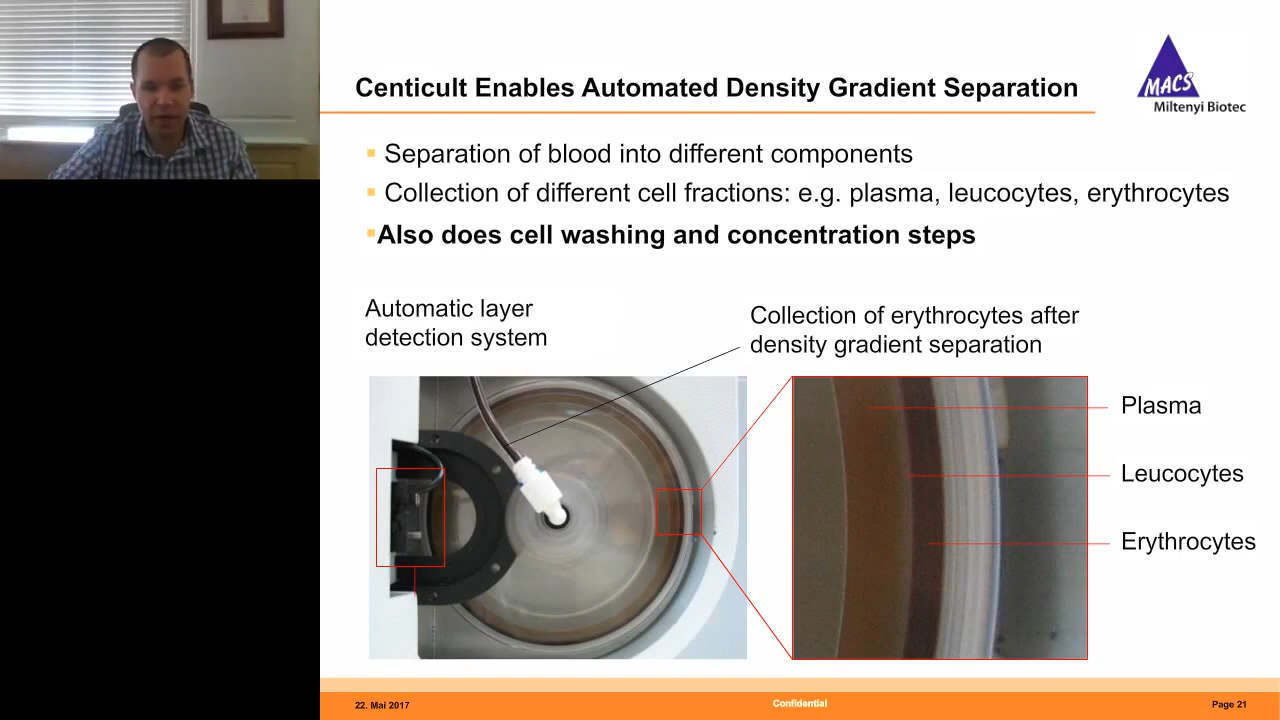 Centicult Enables Automated Density Gradient Separation
MACS
Miltenyi Biotec
Separation of blood into different components
Collection of different cell fractions: e.g. plasma, leucocytes, erythrocytes
Also does cell washing and concentration steps
Automatic layer
detection system
Collection of erythrocytes after
density gradient separation
Plasma
Leucocytes
Erythrocytes
22. Mai 2017
Confidential
Page 21